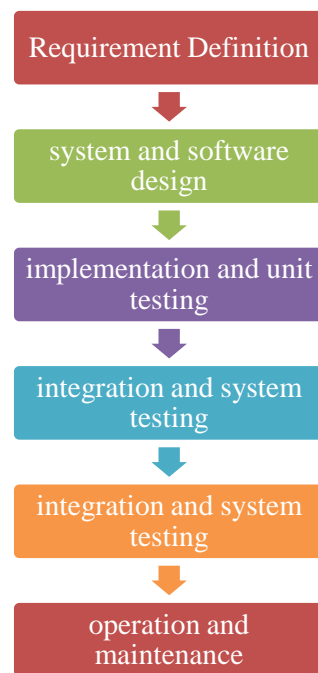 Requirement Definition
system and software
design
implementation and unit
testing
integration and system
testing
integration and system
testing
operation and
maintenance